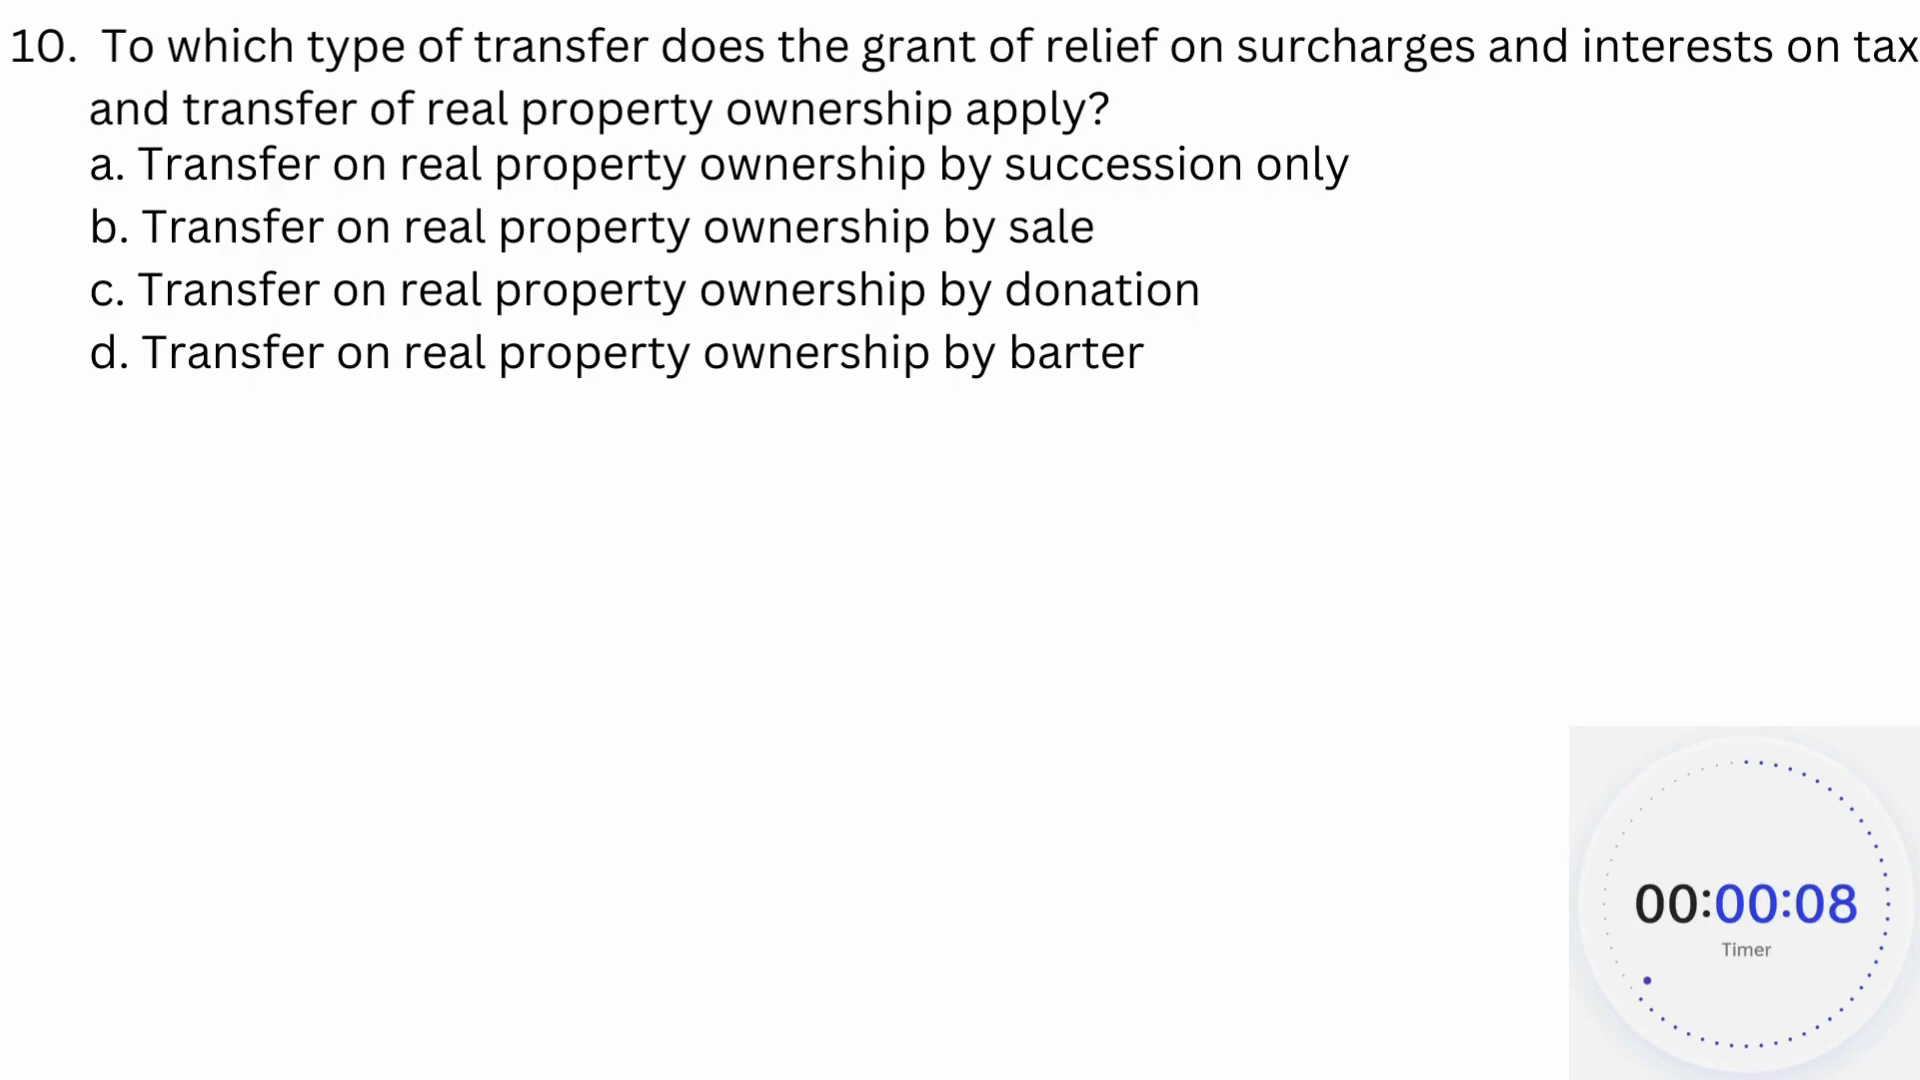 10. To which type of transfer does the grant of relief on surcharges and interests on tax
and transfer of real property ownership apply?
a. Transfer on real property ownership by succession only
b. Transfer on real property ownership by sale
c. Transfer on real property ownership by donation
d. Transfer on real property ownership by barter
00:00:08
Timer